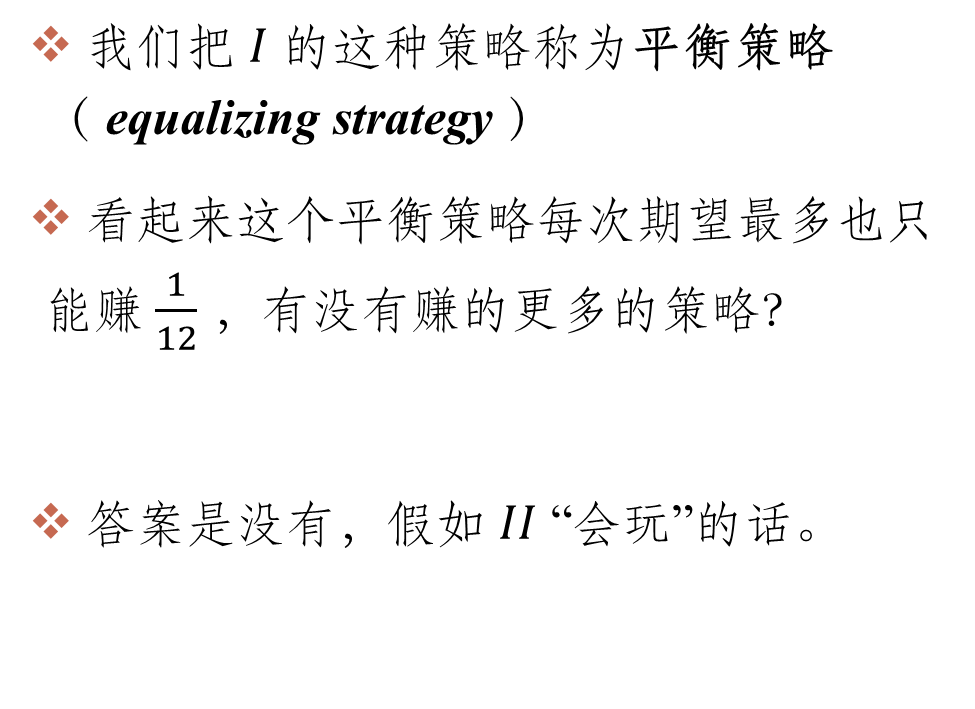 ❖ 我们把 I 的这种策略称为平衡策略
（equalizing strategy）
❖ 看起来这个平衡策略每次期望最多也只
能赚 1/12 ，有没有赚的更多的策略?
❖ 答案是没有，假如 II “会玩”的话。